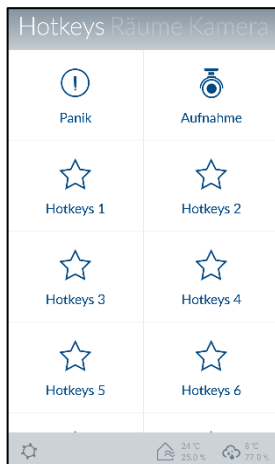 Hotkeys Räume Kamera
Panik
Aufnahme
Hotkeys 1
Hotkeys 2
Hotkeys 3
Hotkeys 4
Hotkeys 5
Hotkeys 6
24 °C
25.0 %
8 °C
77.0 %